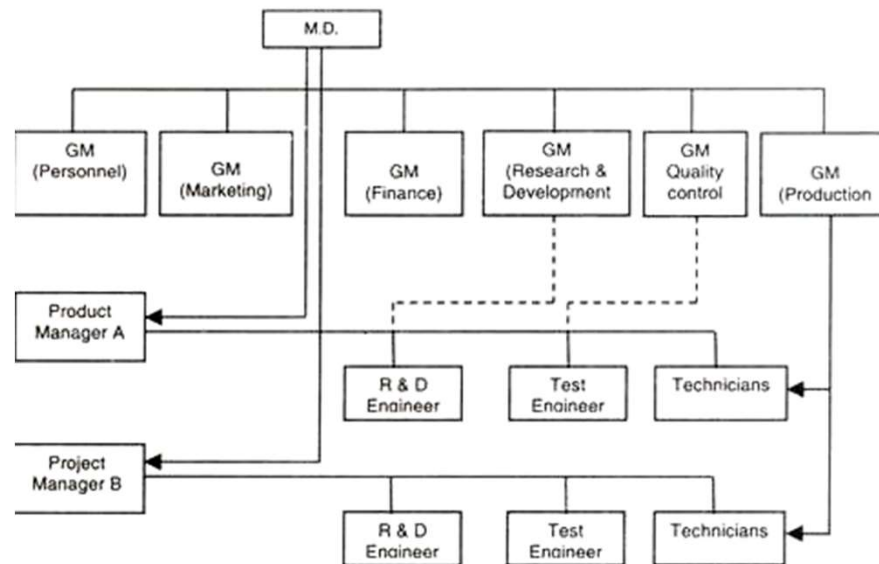 M.D.
GM
(Personnel)
GM
(Marketing)
GM
(Finance)
GM
(Research &
Development
GM
Quality
control
GM
(Production
Product
Manager A
R & D
Engineer
Test
Engineer
Technicians
Project
Manager B
R & D
Engineer
Test
Engineer
Technicians